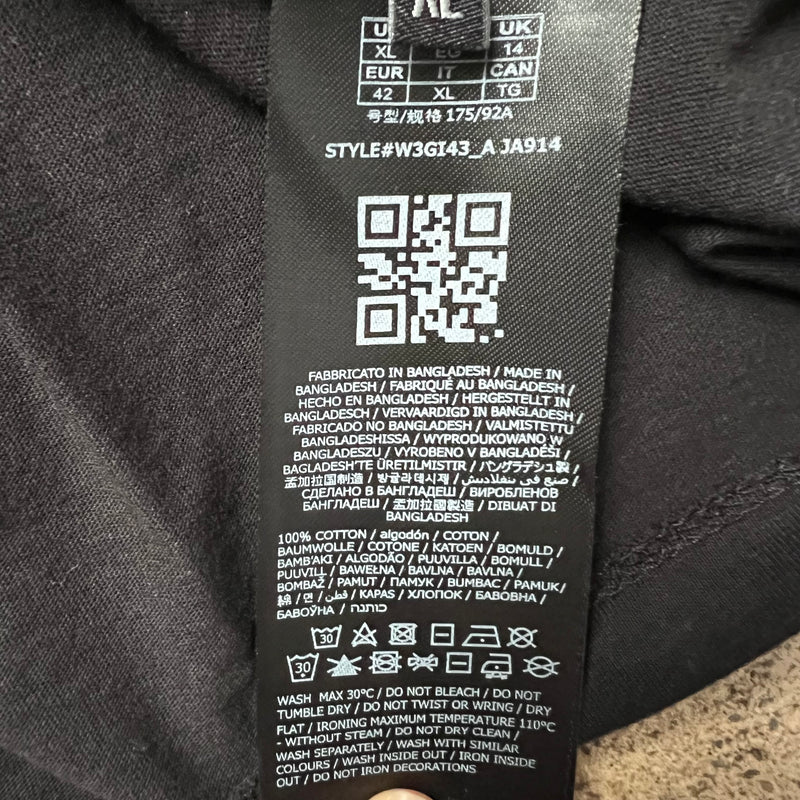 XL
UK
XL 14
EUR IT CAN
42 XL TG
号型/规格 175/92A
STYLE#W3GI43_A JA914
FABBRICATO IN BANGLADESH / MADE IN
BANGLADESH / FABRIQUÉ AU BANGLADESH /
HECHO EN BANGLADESH / HERGESTELLT IN
BANGLADESCH / VERVAARDIGD IN BANGLADESH /
FABRICADO NO BANGLADESH / VALMISTETTU
BANGLADESHISSA / WYPRODUKOWANO W
BANGLADESZU / VYROBENO V BANGLADÉŠI /
BAGLADESH'TE ÜRETILMISTIR / バングラデシュ製 /
孟加拉国制造 / 방글라데시제 / صنع في بنغلاديش /
СДЕЛАНО В БАНГЛАДЕШ / ВИРОБЛЕНОВ
БАНГЛАДЕШ / 孟加拉國製造 / DIBUAT DI
BANGLADESH
100% COTTON / algodón / COTON /
BAUMWOLLE / COTONE / KATOEN / BOMULD /
BAMB'AKI / ALGODÃO / PUUVILLA / BOMULL /
PUUVILL / BAWEŁNA / BAVLNA / BAVLNA /
BOMBAŽ / PAMUT / ПАМУК / BUMBAC / PAMUK/
綿 / 면 / قطن / KAPAS / ХЛОПОК / БАВОВНА /
БАВОЎНА / כותנה
30
30
WASH MAX 30°C / DO NOT BLEACH / DO NOT
TUMBLE DRY / DO NOT TWIST OR WRING / DRY
FLAT / IRONING MAXIMUM TEMPERATURE 110°C
- WITHOUT STEAM / DO NOT DRY CLEAN /
WASH SEPARATELY / WASH WITH SIMILAR
COLOURS / WASH INSIDE OUT / IRON INSIDE
OUT / DO NOT IRON DECORATIONS